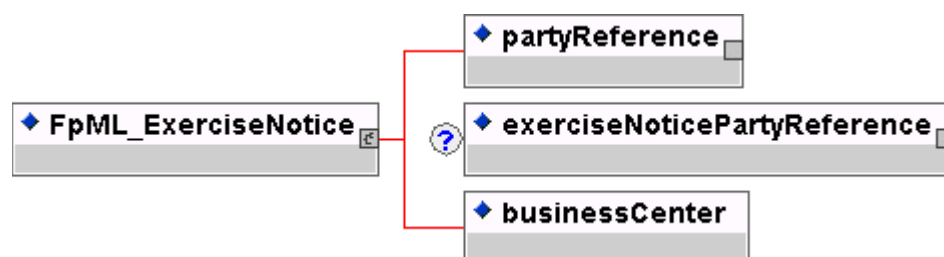 partyReference
FpML_ExerciseNotice
?
exerciseNoticePartyReference
businessCenter